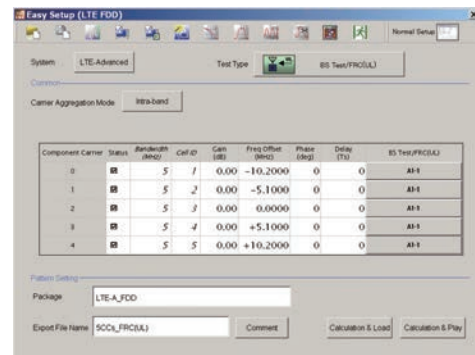 Easy Setup (LTE FDD)
Normal Setup
System LTE-Advanced Test Type BS Test/FRC(UL)
Common
Carrier Aggregation Mode Intra-band
Component Carrier Status Bandwidth (MHz) Cell ID Gain (dB) Freq Offset (MHz) Phase (deg) Delay (Ts) BS Test/FRC(UL)
0 5 1 0.00 -10.2000 0 0 A1-1
1 5 2 0.00 -5.1000 0 0 A1-1
2 5 3 0.00 0.0000 0 0 A1-1
3 5 4 0.00 +5.1000 0 0 A1-1
4 5 5 0.00 +10.2000 0 0 A1-1
Pattern Setting
Package LTE-A_FDD
Export File Name 5CCs_FRC(UL) Comment Calculation & Load Calculation & Play